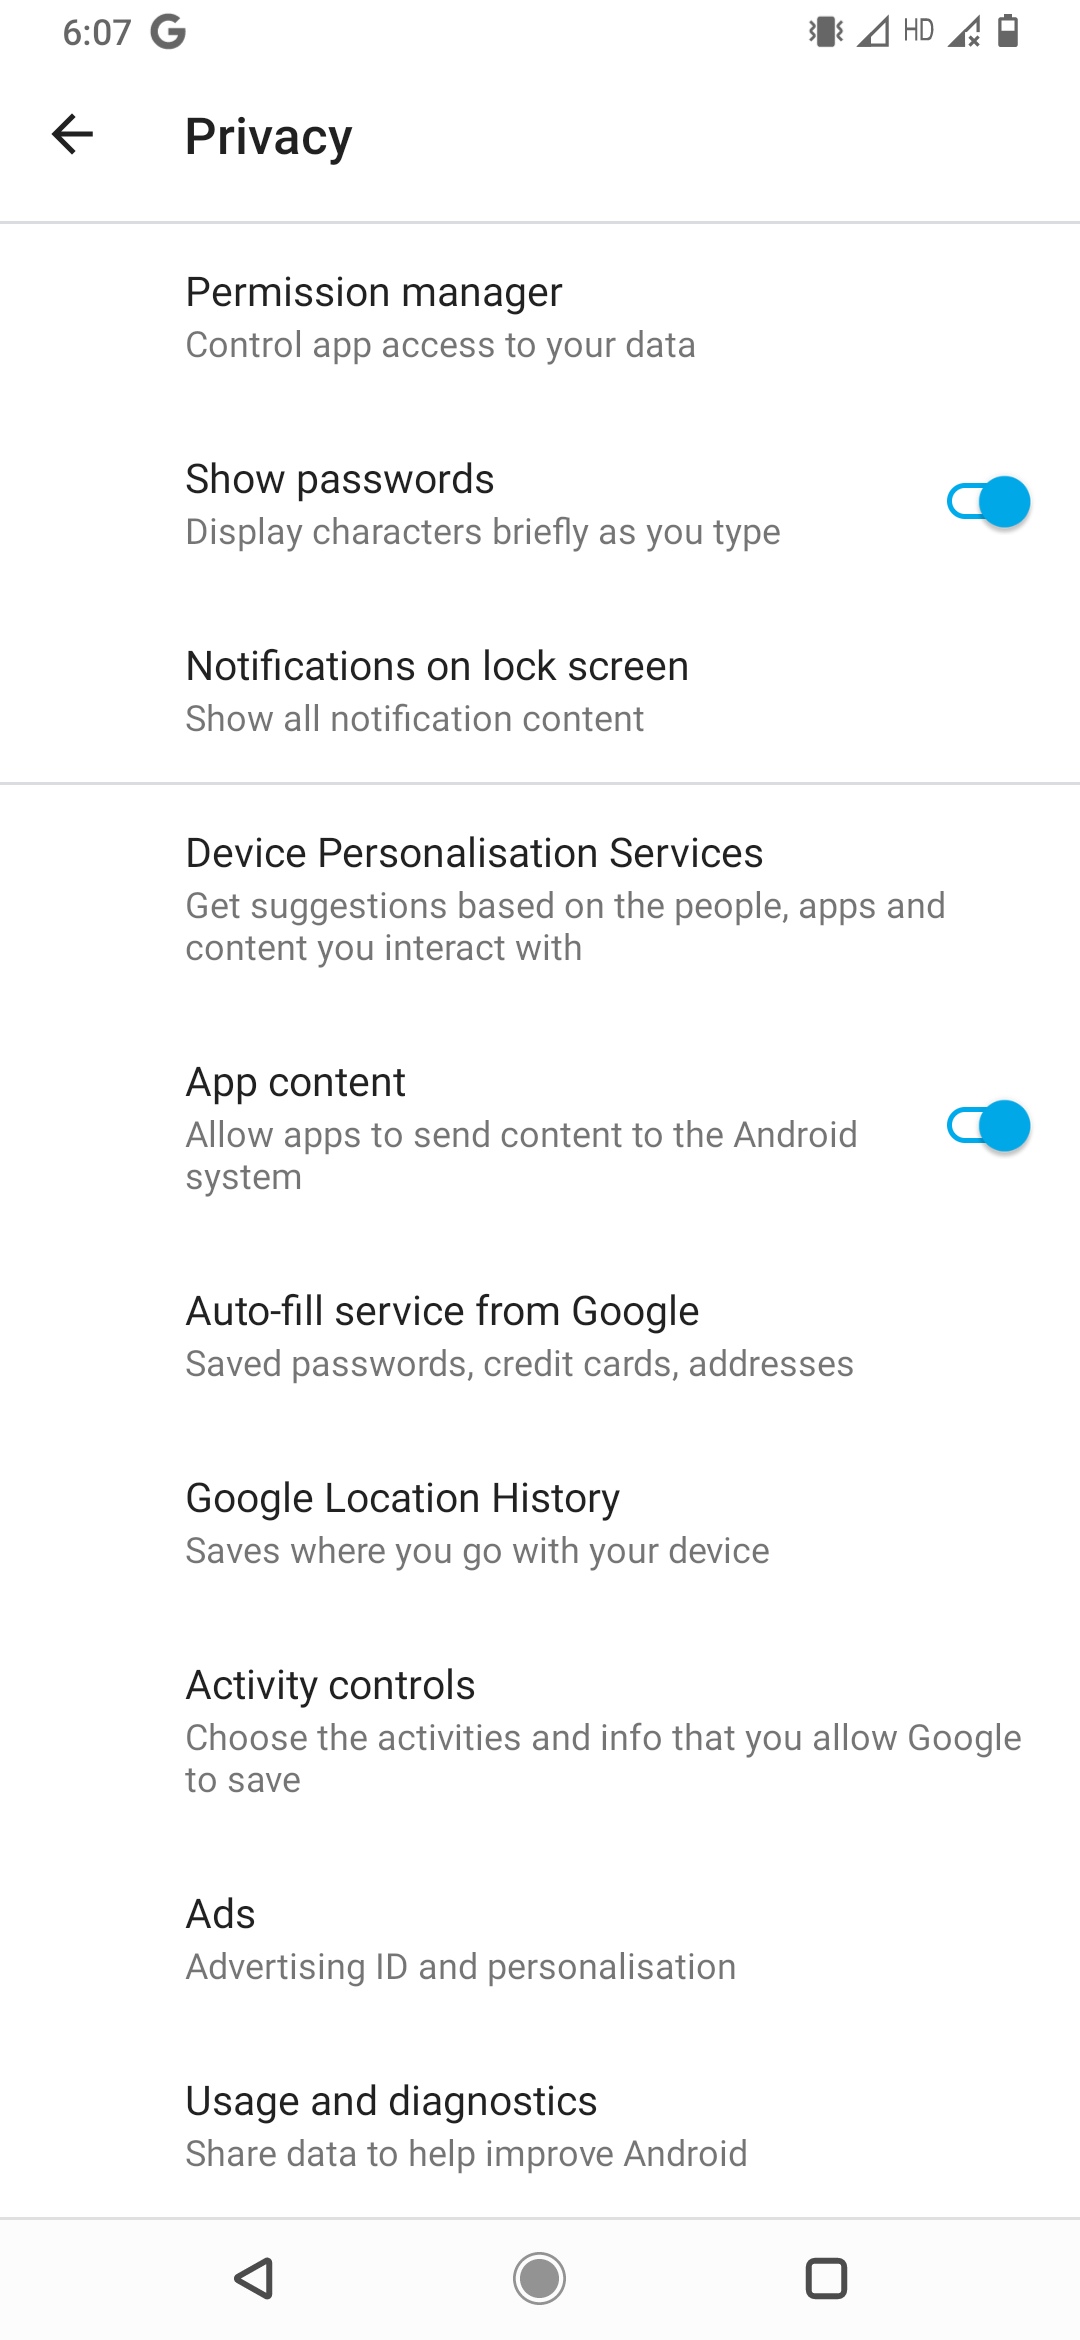 6:07 G HD
Privacy
Permission manager
Control app access to your data
Show passwords
Display characters briefly as you type
Notifications on lock screen
Show all notification content
Device Personalisation Services
Get suggestions based on the people, apps and
content you interact with
App content
Allow apps to send content to the Android
system
Auto-fill service from Google
Saved passwords, credit cards, addresses
Google Location History
Saves where you go with your device
Activity controls
Choose the activities and info that you allow Google
to save
Ads
Advertising ID and personalisation
Usage and diagnostics
Share data to help improve Android